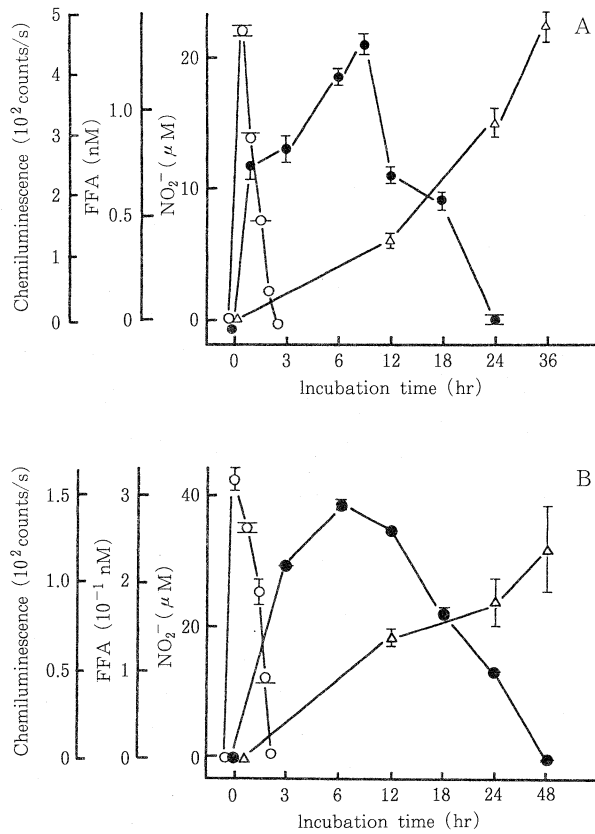 A
Chemiluminescence (10² counts/s)
5
4
3
2
1
0
FFA (nM)
1.0
0.5
0
NO₂⁻ (μM)
20
10
0
0 3 6 12 18 24 36
Incubation time (hr)
B
Chemiluminescence (10² counts/s)
1.5
1.0
0.5
0
FFA (10⁻¹ nM)
3
2
1
0
NO₂⁻ (μM)
40
20
0
0 3 6 12 18 24 48
Incubation time (hr)